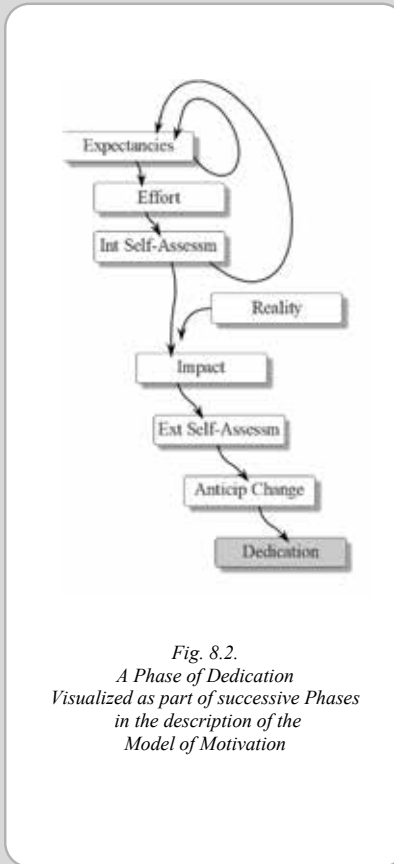 Expectancies
Effort
Int Self-Assessm
Reality
Impact
Ext Self-Assessm
Anticip Change
Dedication
Fig. 8.2.
A Phase of Dedication
Visualized as part of successive Phases
in the description of the
Model of Motivation